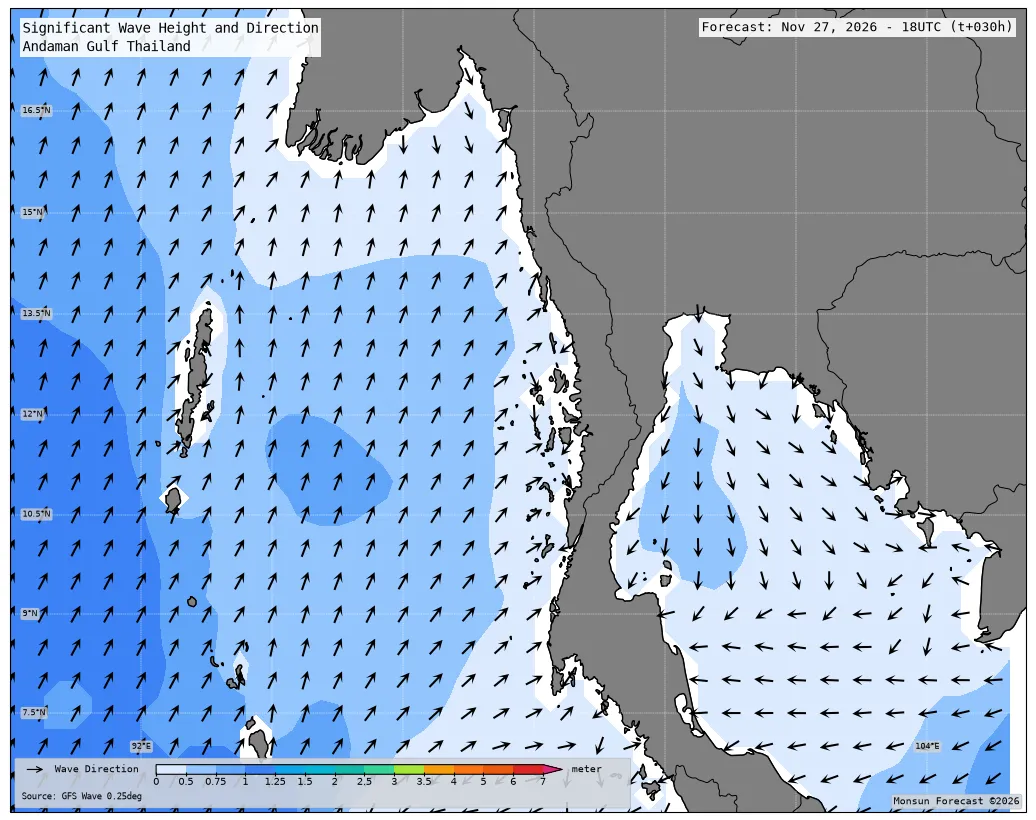 Significant Wave Height and Direction
Andaman Gulf Thailand
Forecast: Nov 27, 2026 - 18UTC (t+030h)
16.5°N
15°N
13.5°N
12°N
10.5°N
9°N
7.5°N
92°E
104°E
Wave Direction
0 0.5 0.75 1 1.25 1.5 2 2.5 3 3.5 4 5 6 7
meter
Source: GFS Wave 0.25deg
Monsun Forecast ©2026